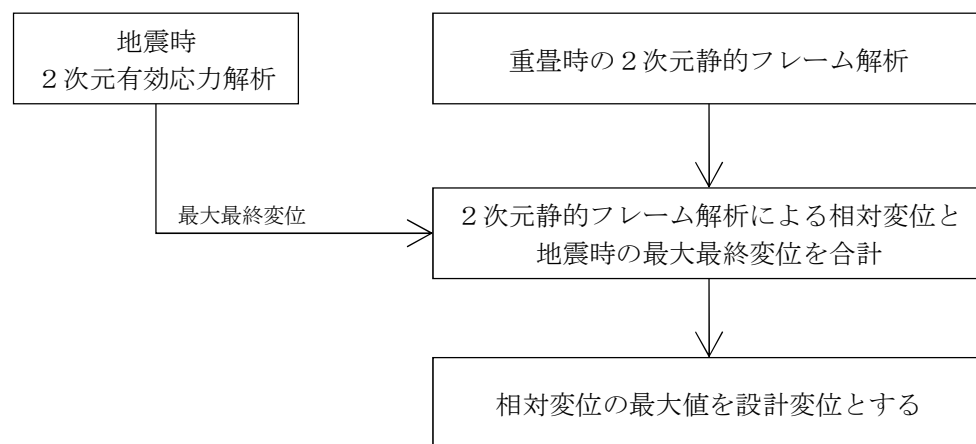 地震時
２次元有効応力解析
重畳時の２次元静的フレーム解析
最大最終変位
２次元静的フレーム解析による相対変位と
地震時の最大最終変位を合計
相対変位の最大値を設計変位とする